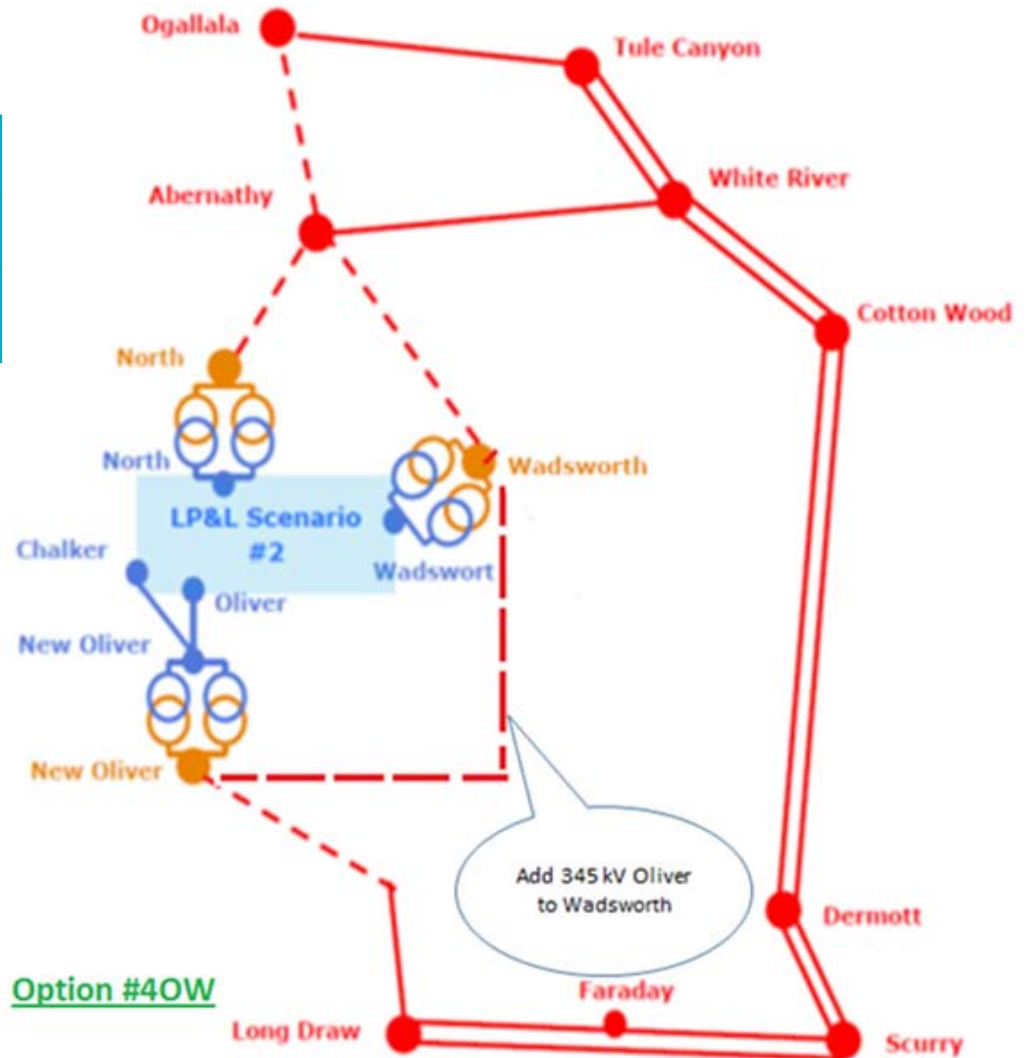 Ogallala
Tule Canyon
Abernathy
White River
Cotton Wood
North
North
Wadsworth
LP&L Scenario
#2
Chalker
Wadswort
Oliver
New Oliver
New Oliver
Add 345 kV Oliver
to Wadsworth
Dermott
Option #4OW
Faraday
Long Draw
Scurry